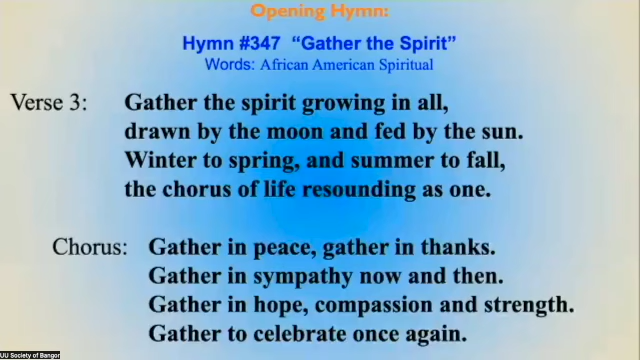 Opening Hymn:
Hymn #347 “Gather the Spirit”
Words: African American Spiritual
Verse 3: Gather the spirit growing in all,
drawn by the moon and fed by the sun.
Winter to spring, and summer to fall,
the chorus of life resounding as one.
Chorus: Gather in peace, gather in thanks.
Gather in sympathy now and then.
Gather in hope, compassion and strength.
Gather to celebrate once again.
UU Society of Bangor